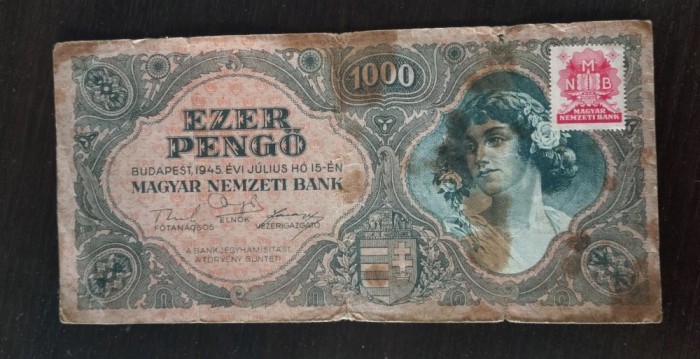 1000
EZER
PENGŐ
BUDAPEST, 1945. ÉVI JÚLIUS HÓ 15-ÉN
MAGYAR NEMZETI BANK
ELNÖK
FŐTANÁCSOS VEZÉRIGAZGATÓ
A BANKJEGYHAMISÍTÁST
A TÖRVÉNY BÜNTETI
M
N B
MAGYAR
NEMZETI BANK